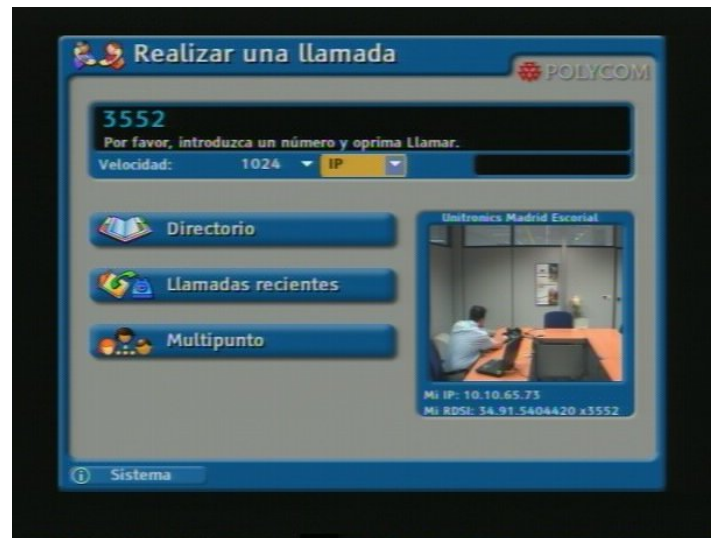 Realizar una llamada
POLYCOM
3552
Por favor, introduzca un número y oprima Llamar.
Velocidad: 1024 IP
Unitronics Madrid Escorial
Directorio
Llamadas recientes
Multipunto
Mi IP: 10.10.65.73
Mi RDSI: 34.91.5404420 x3552
Sistema